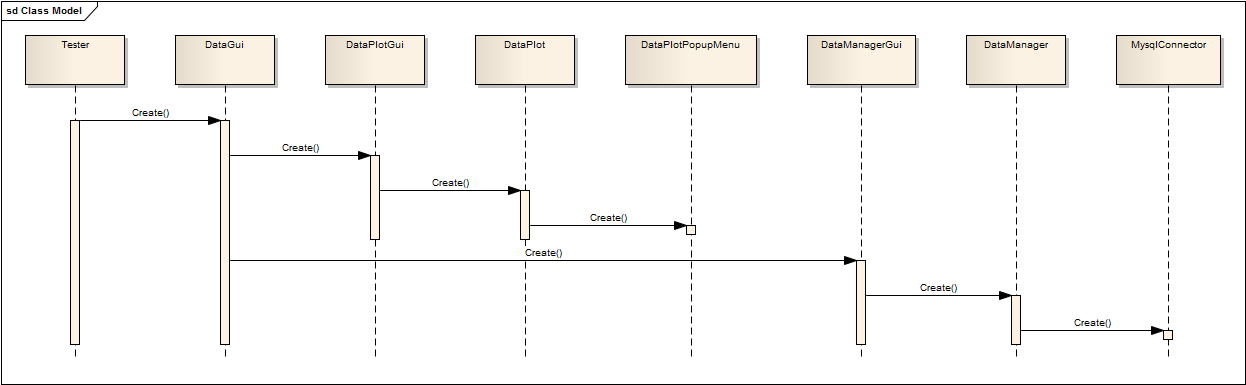 sd Class Model
Tester
DataGui
DataPlotGui
DataPlot
DataPlotPopupMenu
DataManagerGui
DataManager
MysqlConnector
Create()
Create()
Create()
Create()
Create()
Create()
Create()